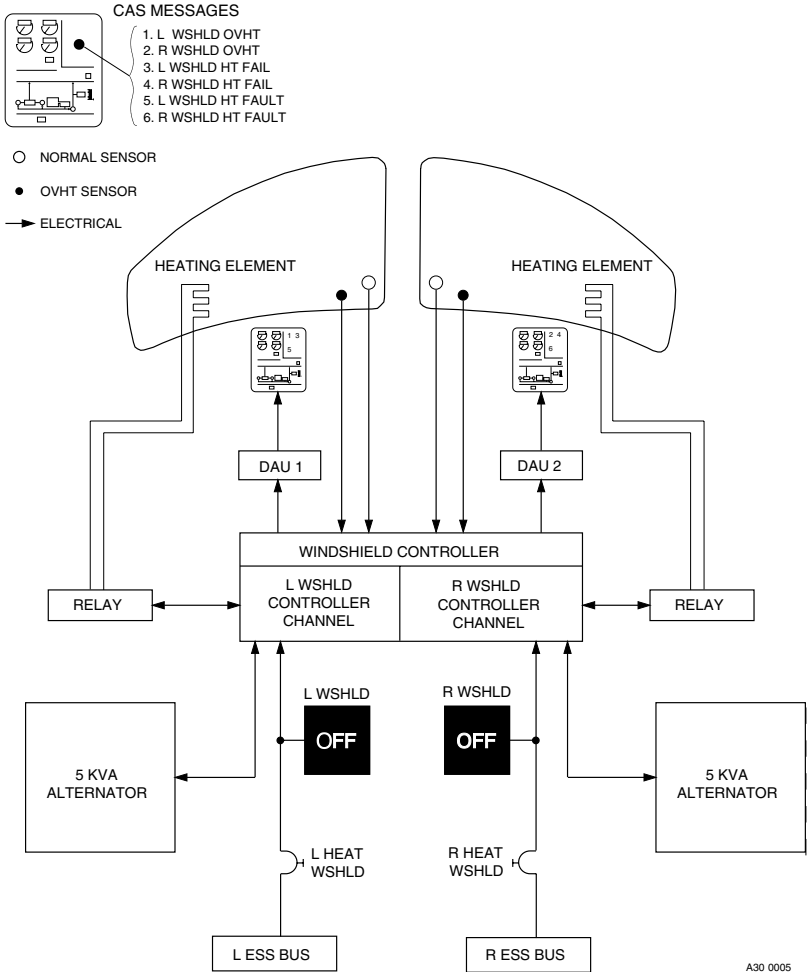 CAS MESSAGES
1. L WSHLD OVHT
2. R WSHLD OVHT
3. L WSHLD HT FAIL
4. R WSHLD HT FAIL
5. L WSHLD HT FAULT
6. R WSHLD HT FAULT
NORMAL SENSOR
OVHT SENSOR
ELECTRICAL
HEATING ELEMENT
HEATING ELEMENT
1 3
5
2 4
6
DAU 1
DAU 2
WINDSHIELD CONTROLLER
L WSHLD
CONTROLLER
CHANNEL
R WSHLD
CONTROLLER
CHANNEL
RELAY
RELAY
L WSHLD
R WSHLD
OFF
OFF
5 KVA
ALTERNATOR
5 KVA
ALTERNATOR
L HEAT
WSHLD
R HEAT
WSHLD
L ESS BUS
R ESS BUS
A30 0005